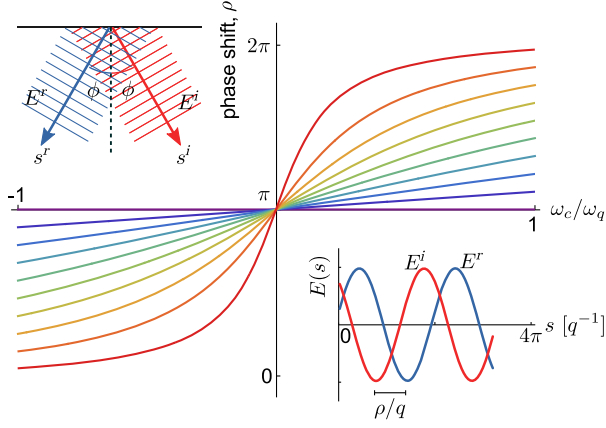 phase shift, ρ
2π
E^r
ϕ
ϕ
E^i
s^r
s^i
-1
π
1
ω_c/ω_q
E(s)
E^i
E^r
0
s [q^{-1}]
4π
0
ρ/q